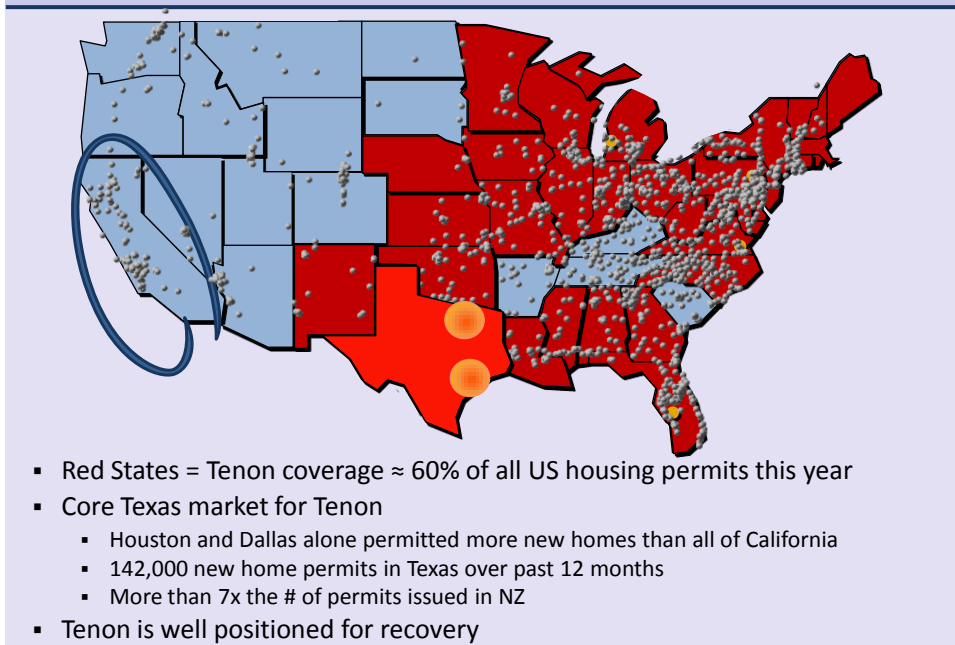 ▪ Red States = Tenon coverage ≈ 60% of all US housing permits this year
▪ Core Texas market for Tenon
▪ Houston and Dallas alone permitted more new homes than all of California
▪ 142,000 new home permits in Texas over past 12 months
▪ More than 7x the # of permits issued in NZ
▪ Tenon is well positioned for recovery